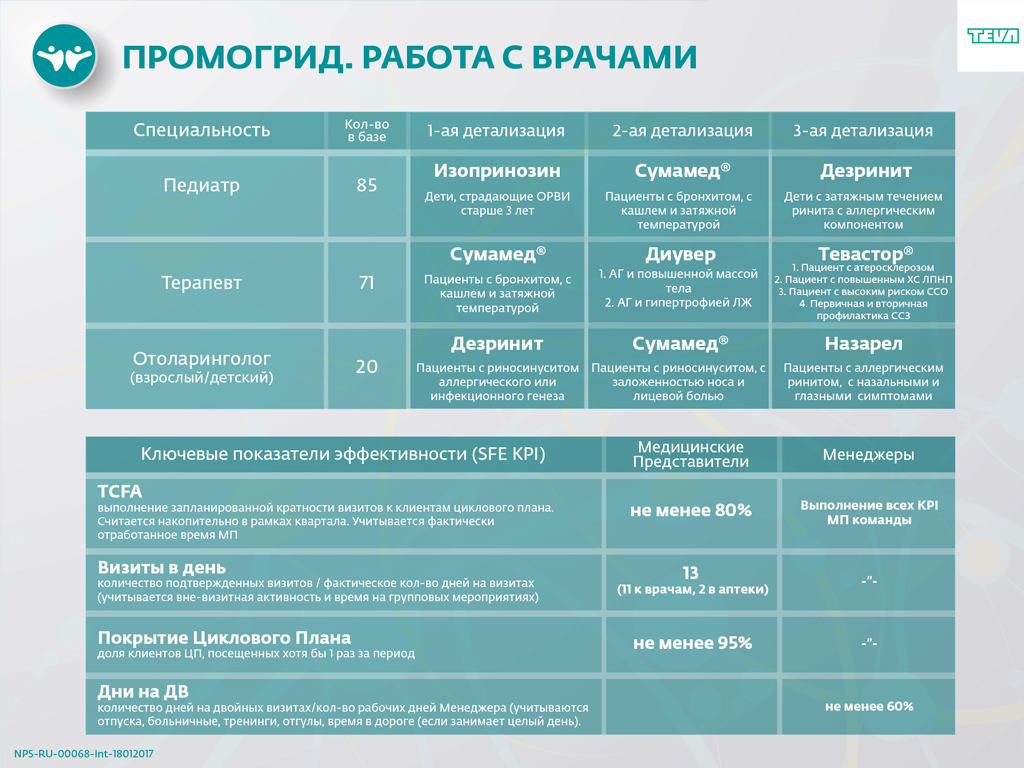 ПРОМОГРИД. РАБОТА С ВРАЧАМИ
TEVA
Специальность
Кол-во
в базе
1-ая детализация
2-ая детализация
3-ая детализация
Педиатр
85
Изопринозин
Дети, страдающие ОРВИ
старше 3 лет
Сумамед®
Пациенты с бронхитом, с
кашлем и затяжной
температурой
Дезринит
Дети с затяжным течением
ринита с аллергическим
компонентом
Терапевт
71
Сумамед®
Пациенты с бронхитом, с
кашлем и затяжной
температурой
Диувер
1. АГ и повышенной массой
тела
2. АГ и гипертрофией ЛЖ
Тевастор®
1. Пациент с атеросклерозом
2. Пациент с повышенным ХС ЛПНП
3. Пациент с высоким риском ССО
4. Первичная и вторичная
профилактика ССЗ
Отоларинголог
(взрослый/детский)
20
Дезринит
Пациенты с риносинуситом
аллергического или
инфекционного генеза
Сумамед®
Пациенты с риносинуситом, с
заложенностью носа и
лицевой болью
Назарел
Пациенты с аллергическим
ринитом, с назальными и
глазными симптомами
Ключевые показатели эффективности (SFE KPI)
Медицинские
Представители
Менеджеры
TCFA
выполнение запланированной кратности визитов к клиентам циклового плана.
Считается накопительно в рамках квартала. Учитывается фактически
отработанное время МП
не менее 80%
Выполнение всех KPI
МП команды
Визиты в день
количество подтвержденных визитов / фактическое кол-во дней на визитах
(учитывается вне-визитная активность и время на групповых мероприятиях)
13
(11 к врачам, 2 в аптеки)
-"-
Покрытие Циклового Плана
доля клиентов ЦП, посещенных хотя бы 1 раз за период
не менее 95%
-"-
Дни на ДВ
количество дней на двойных визитах/кол-во рабочих дней Менеджера (учитываются
отпуска, больничные, тренинги, отгулы, время в дороге (если занимает целый день).
не менее 60%
NPS-RU-00068-Int-18012017